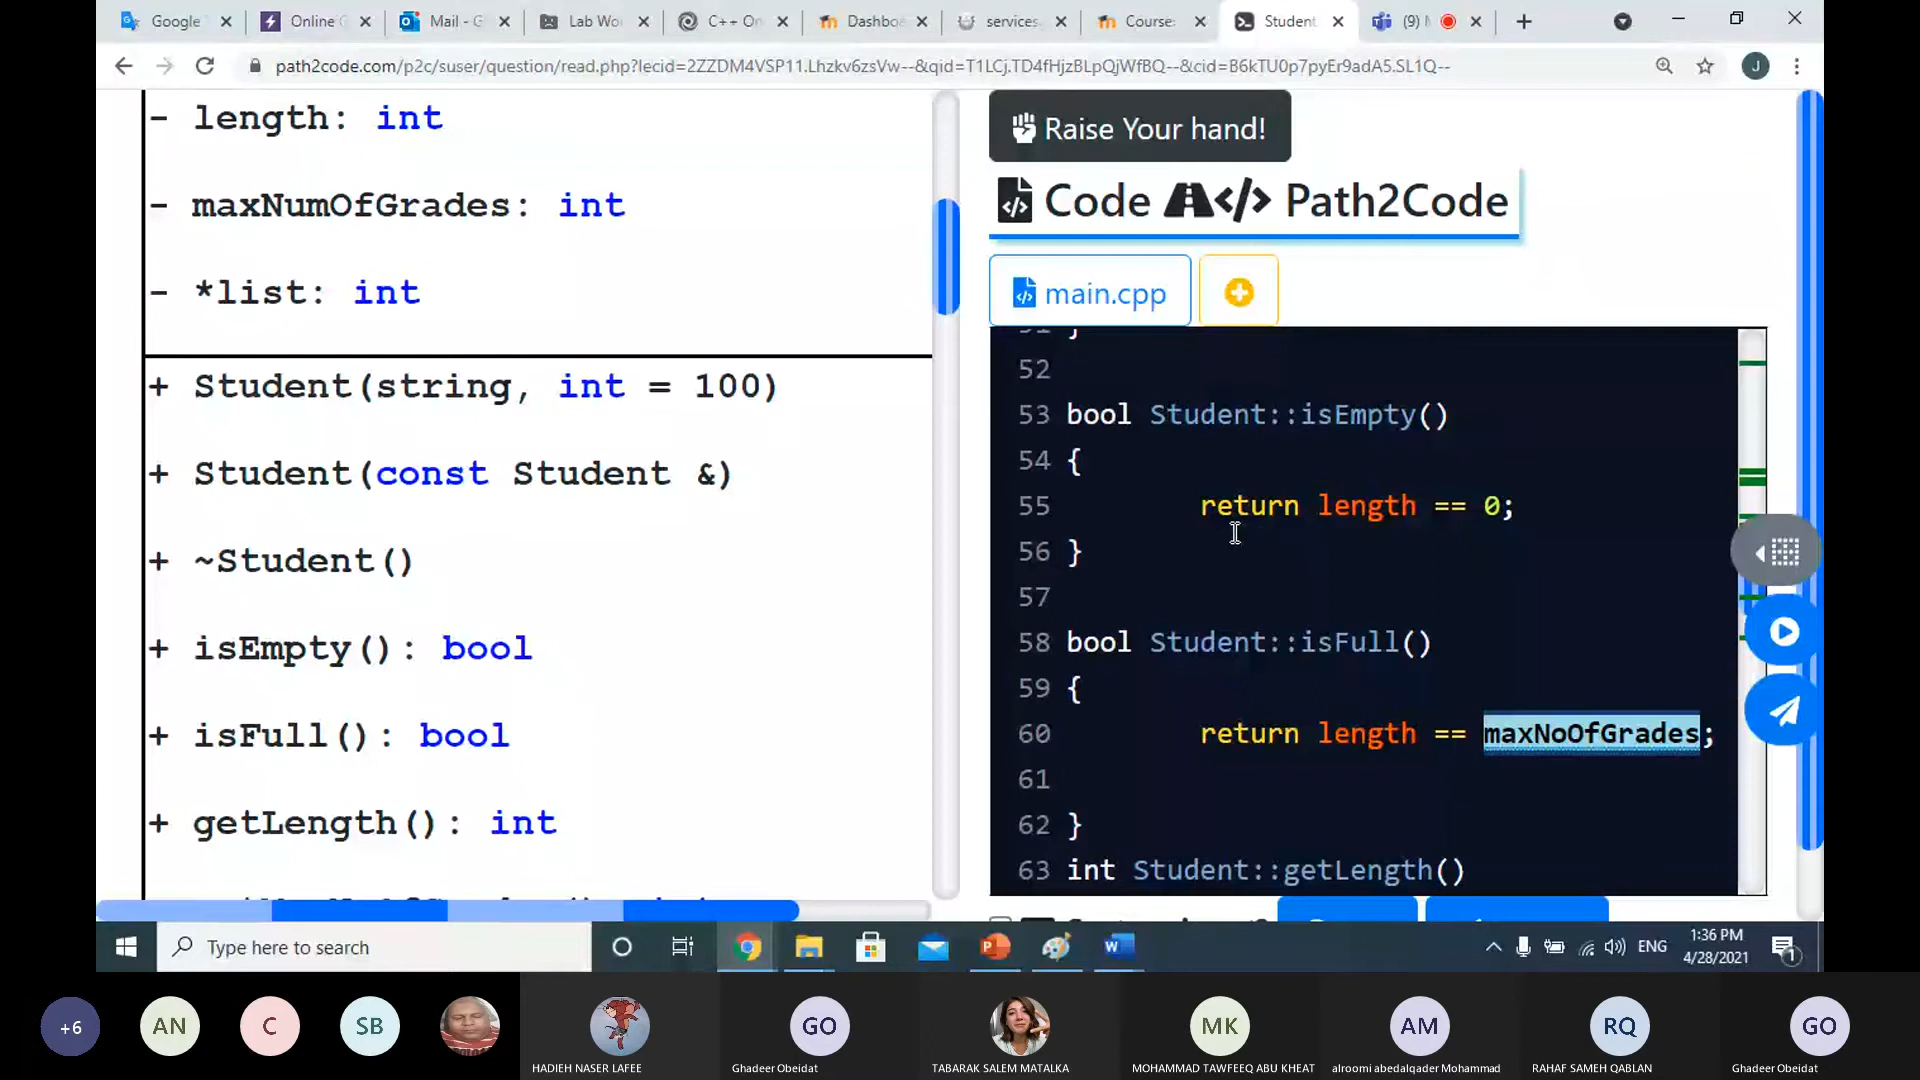 Google
Online G
Mail - G
Lab Wo
C++ On
Dashbo
services.
Course:
Student
(9) M
path2code.com/p2c/suser/question/read.php?lecid=2ZZDM4VSP11.Lhzkv6zsVw--&qid=T1LCj.TD4fHjzBLpQjWfBQ--&cid=B6kTU0p7pyEr9adA5.SL1Q--
J
- length: int
- maxNumOfGrades: int
- *list: int
+ Student(string, int = 100)
+ Student(const Student &)
+ ~Student()
+ isEmpty(): bool
+ isFull(): bool
+ getLength(): int
Raise Your hand!
Code </> Path2Code
main.cpp
51 }
52
53 bool Student::isEmpty()
54 {
55 return length == 0;
56 }
57
58 bool Student::isFull()
59 {
60 return length == maxNoOfGrades;
61
62 }
63 int Student::getLength()
Type here to search
ENG
1:36 PM
4/28/2021
1
+6
AN
C
SB
GO
MK
AM
RQ
GO
HADIEH NASER LAFEE
Ghadeer Obeidat
TABARAK SALEM MATALKA
MOHAMMAD TAWFEEQ ABU KHEAT
alroomi abedalqader Mohammad
RAHAF SAMEH QABLAN
Ghadeer Obeidat